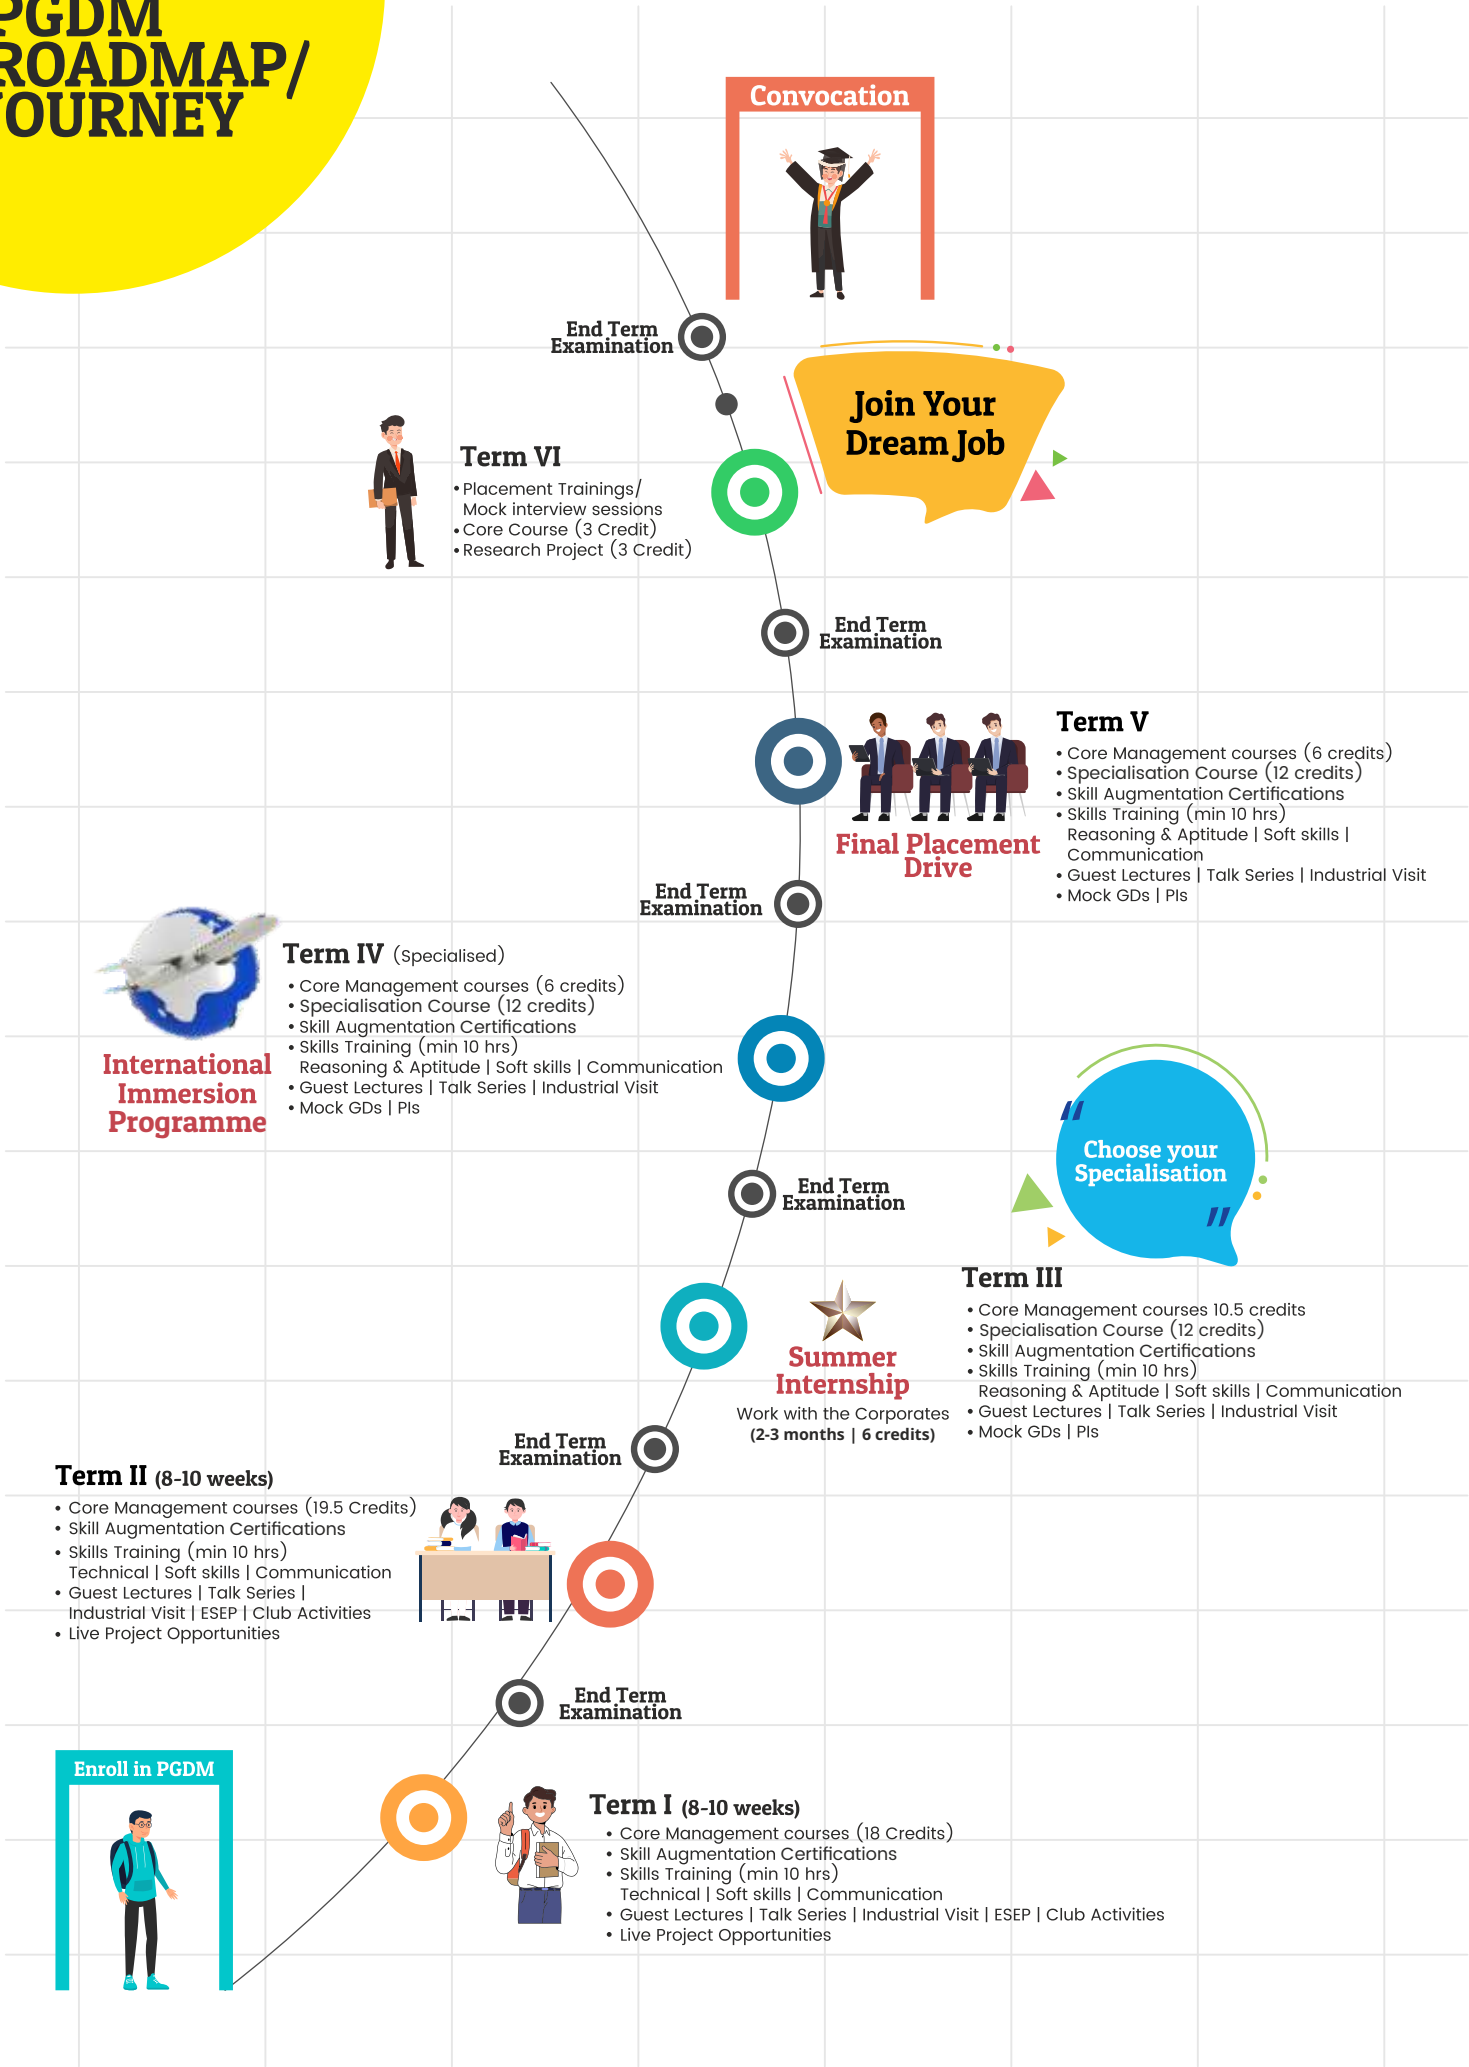 PGDM
ROADMAP/
JOURNEY
Convocation
End Term
Examination
Join Your
Dream Job
Term VI
• Placement Trainings/
Mock interview sessions
• Core Course (3 Credit)
• Research Project (3 Credit)
End Term
Examination
Term V
• Core Management courses (6 credits)
• Specialisation Course (12 credits)
• Skill Augmentation Certifications
• Skills Training (min 10 hrs)
Reasoning & Aptitude | Soft skills |
Communication
• Guest Lectures | Talk Series | Industrial Visit
• Mock GDs | PIs
Final Placement
Drive
End Term
Examination
Term IV (Specialised)
• Core Management courses (6 credits)
• Specialisation Course (12 credits)
• Skill Augmentation Certifications
• Skills Training (min 10 hrs)
Reasoning & Aptitude | Soft skills | Communication
• Guest Lectures | Talk Series | Industrial Visit
• Mock GDs | PIs
International
Immersion
Programme
"
Choose your
Specialisation
"
End Term
Examination
Term III
• Core Management courses 10.5 credits
• Specialisation Course (12 credits)
• Skill Augmentation Certifications
• Skills Training (min 10 hrs)
Reasoning & Aptitude | Soft skills | Communication
• Guest Lectures | Talk Series | Industrial Visit
• Mock GDs | PIs
Summer
Internship
Work with the Corporates
(2-3 months | 6 credits)
End Term
Examination
Term II (8-10 weeks)
• Core Management courses (19.5 Credits)
• Skill Augmentation Certifications
• Skills Training (min 10 hrs)
Technical | Soft skills | Communication
• Guest Lectures | Talk Series |
Industrial Visit | ESEP | Club Activities
• Live Project Opportunities
End Term
Examination
Enroll in PGDM
Term I (8-10 weeks)
• Core Management courses (18 Credits)
• Skill Augmentation Certifications
• Skills Training (min 10 hrs)
Technical | Soft skills | Communication
• Guest Lectures | Talk Series | Industrial Visit | ESEP | Club Activities
• Live Project Opportunities